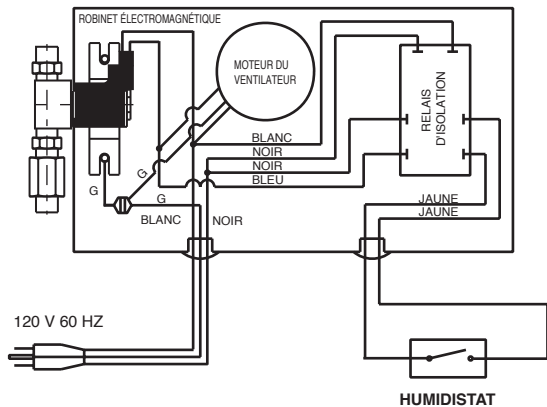 ROBINET ÉLECTROMAGNÉTIQUE
MOTEUR DU
VENTILATEUR
RELAIS
D'ISOLATION
BLANC
NOIR
NOIR
BLEU
G
G
G
BLANC
NOIR
JAUNE
JAUNE
120 V 60 HZ
HUMIDISTAT